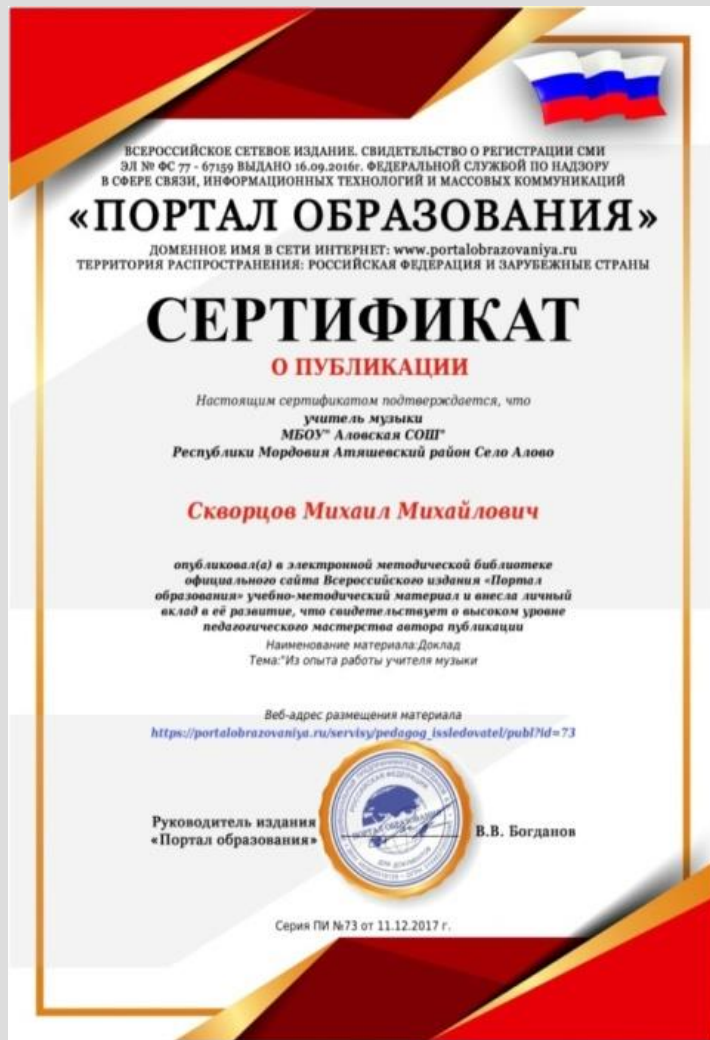 ВСЕРОССИЙСКОЕ СЕТЕВОЕ ИЗДАНИЕ. СВИДЕТЕЛЬСТВО О РЕГИСТРАЦИИ СМИ
ЭЛ № ФС 77 - 67159 ВЫДАНО 16.09.2016г. ФЕДЕРАЛЬНОЙ СЛУЖБОЙ ПО НАДЗОРУ
В СФЕРЕ СВЯЗИ, ИНФОРМАЦИОННЫХ ТЕХНОЛОГИЙ И МАССОВЫХ КОММУНИКАЦИЙ
«ПОРТАЛ ОБРАЗОВАНИЯ»
ДОМЕННОЕ ИМЯ В СЕТИ ИНТЕРНЕТ: www.portalobrazovaniya.ru
ТЕРРИТОРИЯ РАСПРОСТРАНЕНИЯ: РОССИЙСКАЯ ФЕДЕРАЦИЯ И ЗАРУБЕЖНЫЕ СТРАНЫ
СЕРТИФИКАТ
О ПУБЛИКАЦИИ
Настоящим сертификатом подтверждается, что
учитель музыки
МБОУ" Аловская СОШ"
Республики Мордовия Атяшевский район Село Алово
Скворцов Михаил Михайлович
опубликовал(а) в электронной методической библиотеке
официального сайта Всероссийского издания «Портал
образования» учебно-методический материал и внесла личный
вклад в её развитие, что свидетельствует о высоком уровне
педагогического мастерства автора публикации
Наименование материала:Доклад
Тема:"Из опыта работы учителя музыки
Веб-адрес размещения материала
https://portalobrazovaniya.ru/servisy/pedagog_issledovatel/publ?id=73
Руководитель издания
«Портал образования»
РОССИЙСКАЯ ФЕДЕРАЦИЯ
ПОРТАЛ ОБРАЗОВАНИЯ
ДЛЯ ДОКУМЕНТОВ
В.В. Богданов
Серия ПИ №73 от 11.12.2017 г.